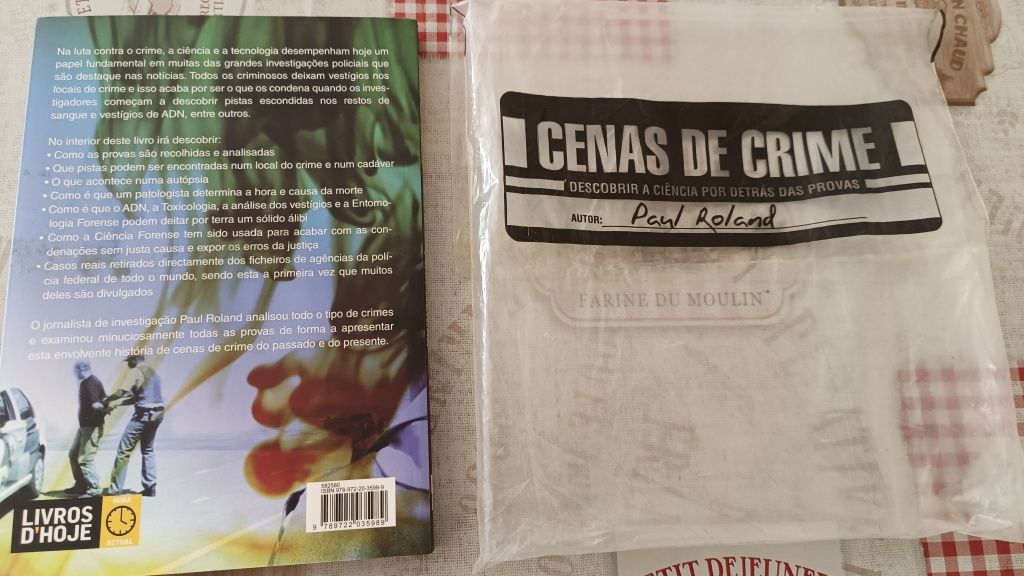 Na luta contra o crime, a ciência e a tecnologia desempenham hoje um
papel fundamental em muitas das grandes investigações policiais que
são destaque nas notícias. Todos os criminosos deixam vestígios nos
locais de crime e isso acaba por ser o que os condena quando os inves-
tigadores começam a descobrir pistas escondidas nos restos de
sangue e vestígios de ADN, entre outros.
No interior deste livro irá descobrir:
• Como as provas são recolhidas e analisadas
• Que pistas podem ser encontradas num local do crime e num cadáver
• O que acontece numa autópsia
• Como é que um patologista determina a hora e causa da morte
• Como é que o ADN, a Toxicologia, a análise dos vestígios e a Entomo-
logia Forense podem deitar por terra um sólido álibi
• Como a Ciência Forense tem sido usada para acabar com as con-
denações sem justa causa e expor os erros da justiça
• Casos reais retirados directamente dos ficheiros de agências da polí-
cia federal de todo o mundo, sendo esta a primeira vez que muitos
deles são divulgados
O jornalista de investigação Paul Roland analisou todo o tipo de crimes
e examinou minuciosamente todas as provas de forma a apresentar
esta envolvente história de cenas de crime do passado e do presente.
582560
ISBN 978-972-20-3598-9
9 789722 035989
LIVROS
D'HOJE
HORA
ACTUAL
CENAS DE CRIME
DESCOBRIR A CIÊNCIA POR DETRÁS DAS PROVAS
AUTOR: Paul Roland
FARINE DU MOULIN
CHAUD
PETIT DEJEUNER